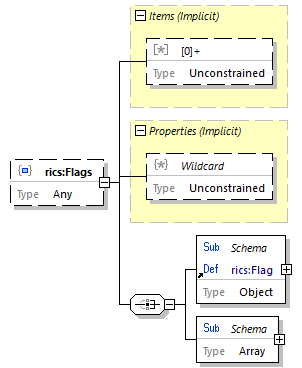 Items (Implicit)
[*] [0]+
Type Unconstrained
Properties (Implicit)
{*} Wildcard
Type Unconstrained
rics:Flags
Type Any
Sub Schema
Def rics:Flag
Type Object
Sub Schema
Type Array